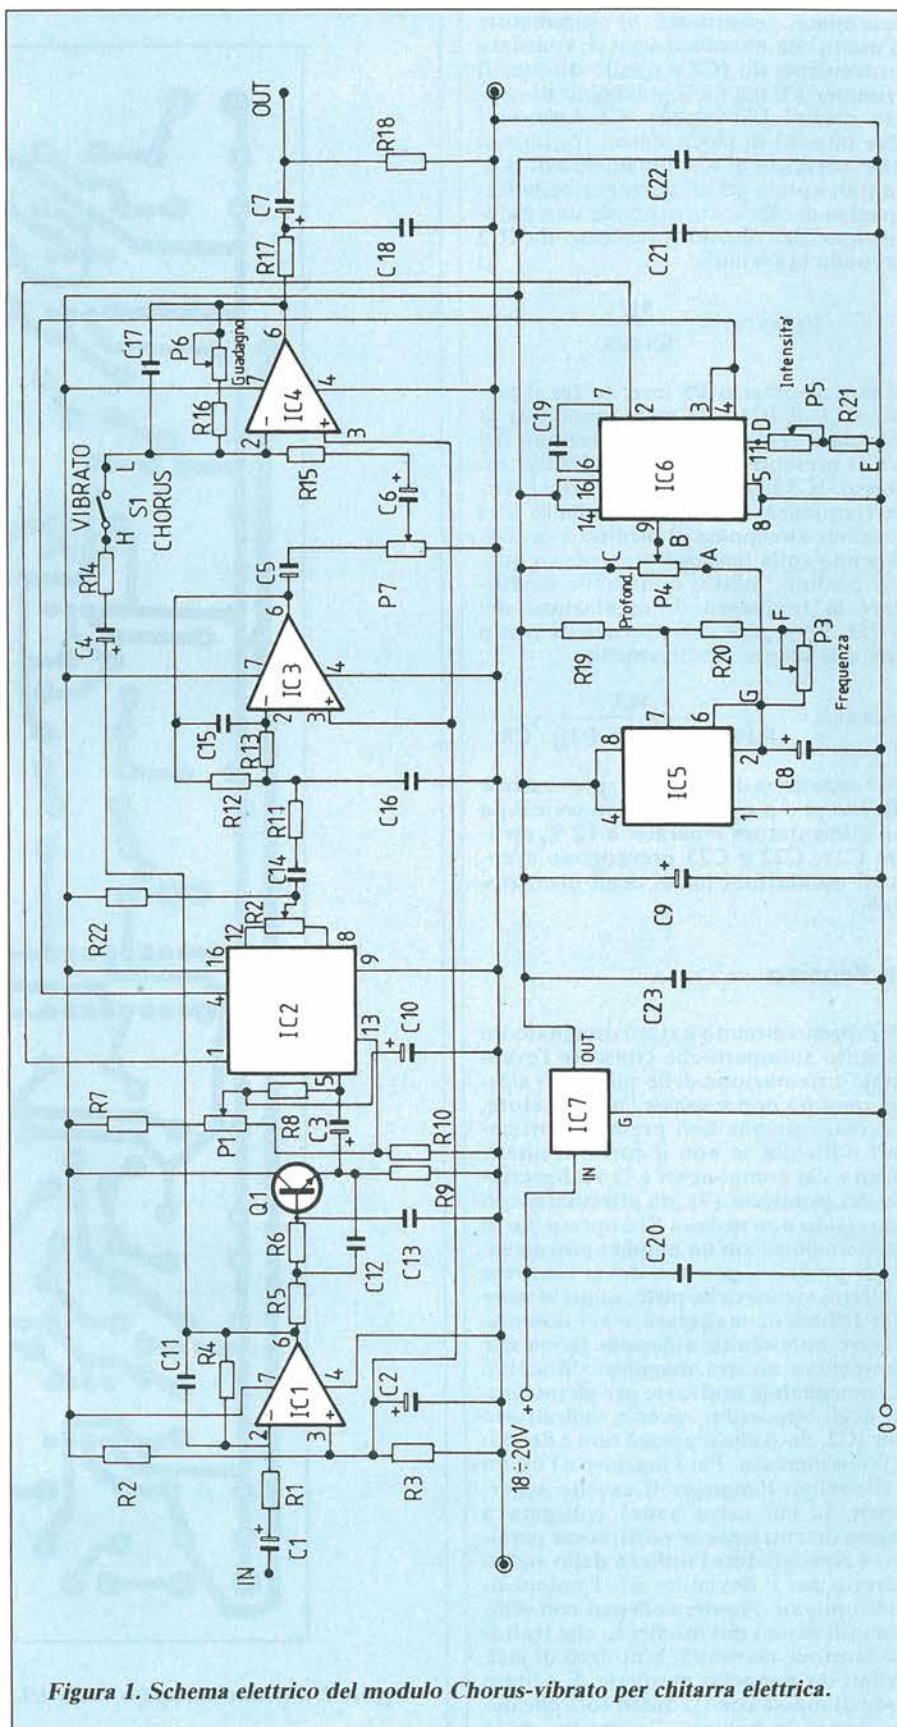 IN
C1
+
R1
R2
R3
C2
+
C11
R4
2
3
7
6
4
−
+
IC1
R5
R6
C12
C13
Q1
R7
P1
R8
C3
+
R9
R10
C10
+
1
4
16
5
13
12
8
9
IC2
R22
R2
C14
R11
R12
R13
C15
C16
2
3
7
6
4
−
+
IC3
C5
P7
C6
+
C4
+
R14
H
L
S1
VIBRATO
CHORUS
R15
R16
P6
Guadagno
C17
2
3
7
6
4
−
+
IC4
R17
C7
+
C18
R18
OUT
18÷20V
+
0
C20
IN
OUT
G
IC7
C23
C9
+
C8
+
4
8
7
6
2
1
IC5
R19
R20
G
F
P3
Frequenza
Profond.
C
B
A
P4
14
16
6
7
2
3
4
9
8
5
11
+
IC6
C19
D
P5
Intensita'
R21
E
C21
C22
Figura 1. Schema elettrico del modulo Chorus-vibrato per chitarra elettrica.